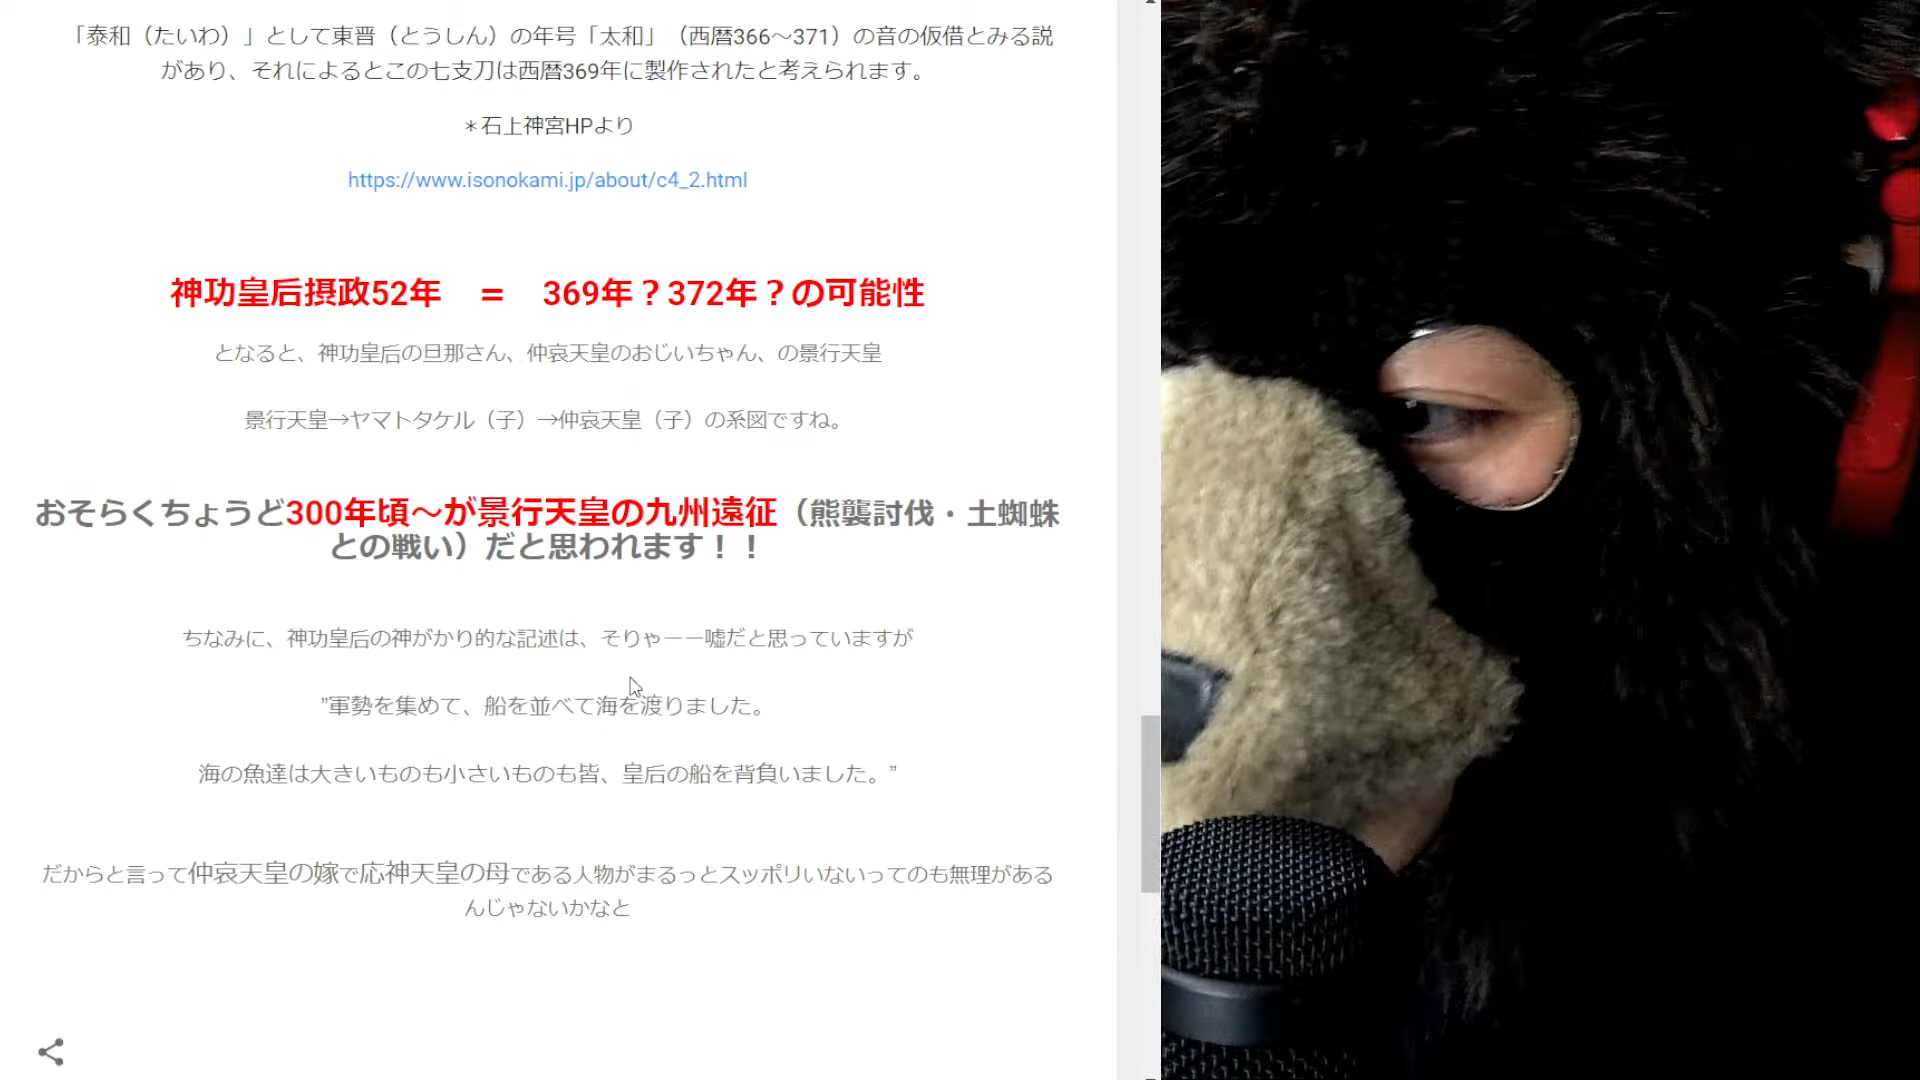 「泰和（たいわ）」として東晋（とうしん）の年号「太和」（西暦366〜371）の音の仮借とみる説
があり、それによるとこの七支刀は西暦369年に製作されたと考えられます。
＊石上神宮HPより
https://www.isonokami.jp/about/c4_2.html
神功皇后摂政52年　＝　369年？372年？の可能性
となると、神功皇后の旦那さん、仲哀天皇のおじいちゃん、の景行天皇
景行天皇→ヤマトタケル（子）→仲哀天皇（子）の系図ですね。
おそらくちょうど300年頃〜が景行天皇の九州遠征（熊襲討伐・土蜘蛛
との戦い）だと思われます！！
ちなみに、神功皇后の神がかり的な記述は、そりゃーー嘘だと思っていますが
”軍勢を集めて、船を並べて海を渡りました。
海の魚達は大きいものも小さいものも皆、皇后の船を背負いました。”
だからと言って仲哀天皇の嫁で応神天皇の母である人物がまるっとスッポリいないってのも無理がある
んじゃないかなと